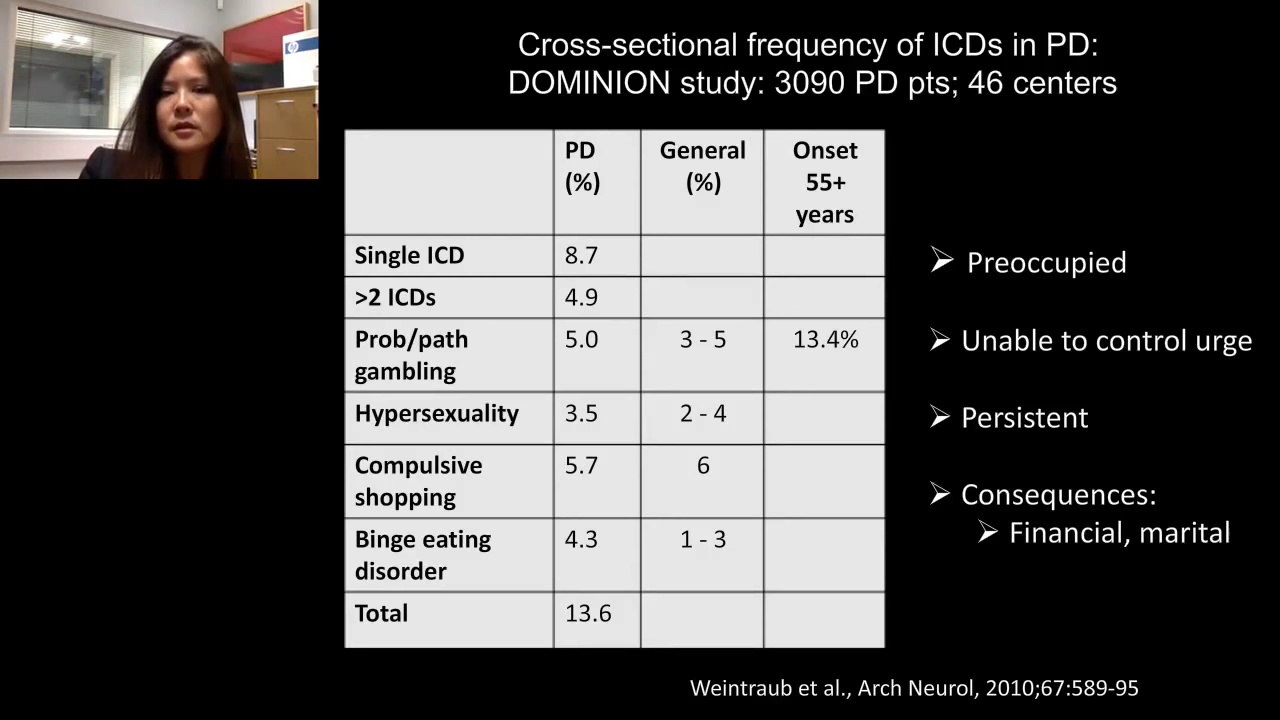 Cross-sectional frequency of ICDs in PD:
DOMINION study: 3090 PD pts; 46 centers
PD
(%)
General
(%)
Onset
55+
years
Single ICD 8.7
>2 ICDs 4.9
Prob/path
gambling 5.0 3 - 5 13.4%
Hypersexuality 3.5 2 - 4
Compulsive
shopping 5.7 6
Binge eating
disorder 4.3 1 - 3
Total 13.6
➢ Preoccupied
➢ Unable to control urge
➢ Persistent
➢ Consequences:
➢ Financial, marital
Weintraub et al., Arch Neurol, 2010;67:589-95
hp